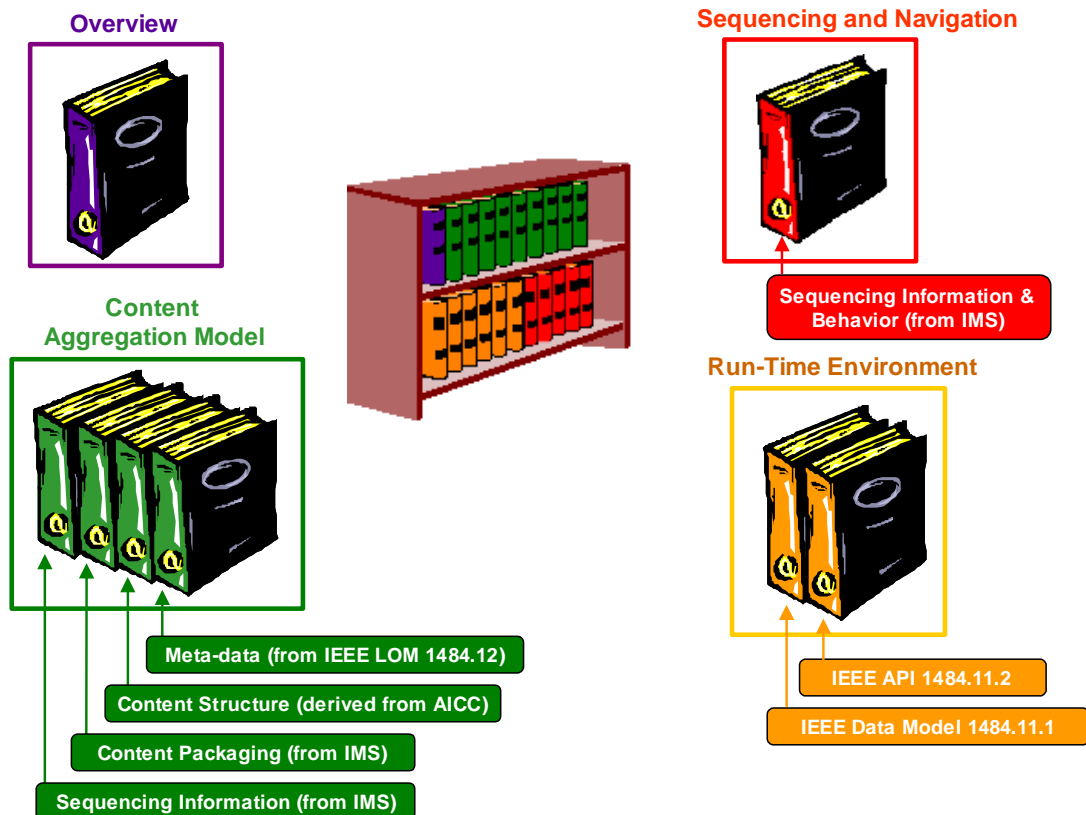 Overview
Sequencing and Navigation
Sequencing Information &
Behavior (from IMS)
Content
Aggregation Model
Run-Time Environment
Meta-data (from IEEE LOM 1484.12)
Content Structure (derived from AICC)
Content Packaging (from IMS)
Sequencing Information (from IMS)
IEEE API 1484.11.2
IEEE Data Model 1484.11.1